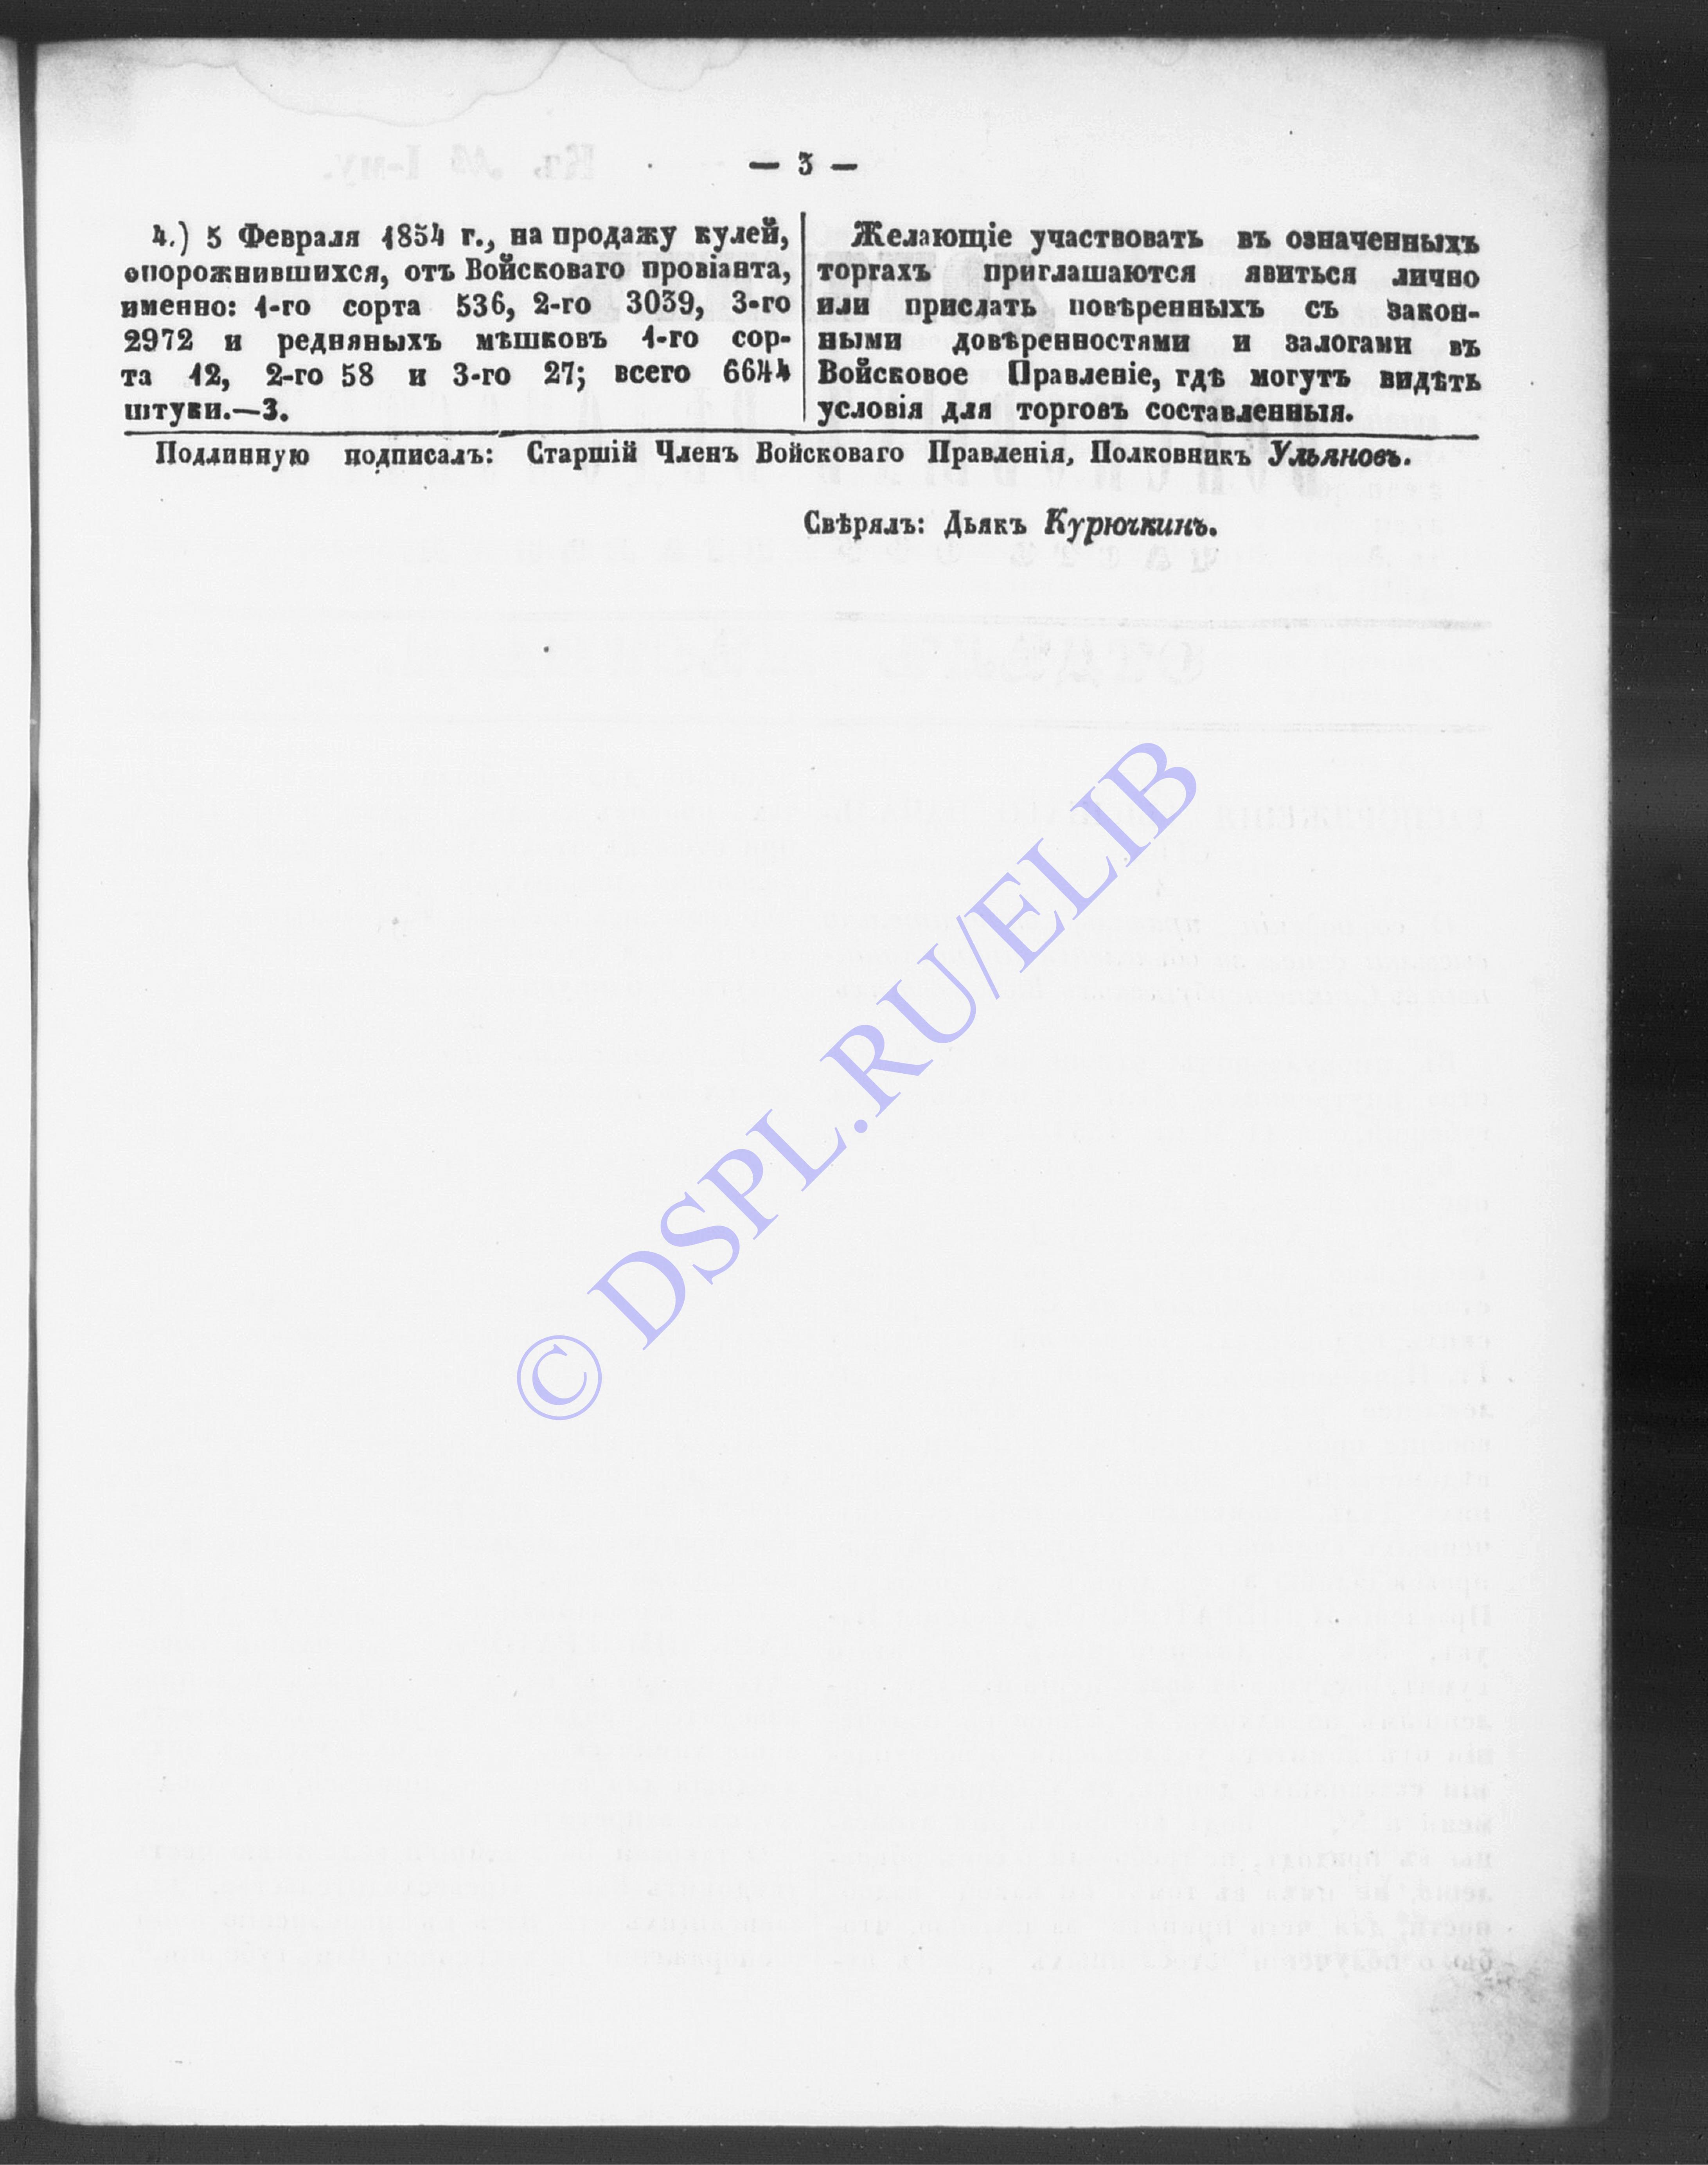 — 3 —
4.) 5 Февраля 1854 г., на продажу кулей,
опорожнившихся, отъ Войсковаго провіанта,
именно: 1-го сорта 536, 2-го 3039, 3-го
2972 и редняныхъ мѣшковъ 1-го сор-
та 12, 2-го 58 и 3-го 27; всего 6644
штуки.—3.
Желающіе участвовать въ означенныхъ
торгахъ приглашаются явиться лично
или прислать повѣренныхъ съ закон-
ными довѣренностями и залогами въ
Войсковое Правленіе, гдѣ могутъ видѣть
условія для торговъ составленныя.
Подлинную подписалъ: Старшій Членъ Войсковаго Правленія, Полковникъ Ульяновъ.
Свѣрялъ: Дьякъ Курючкинъ.
© DSPL.RU/ELIB